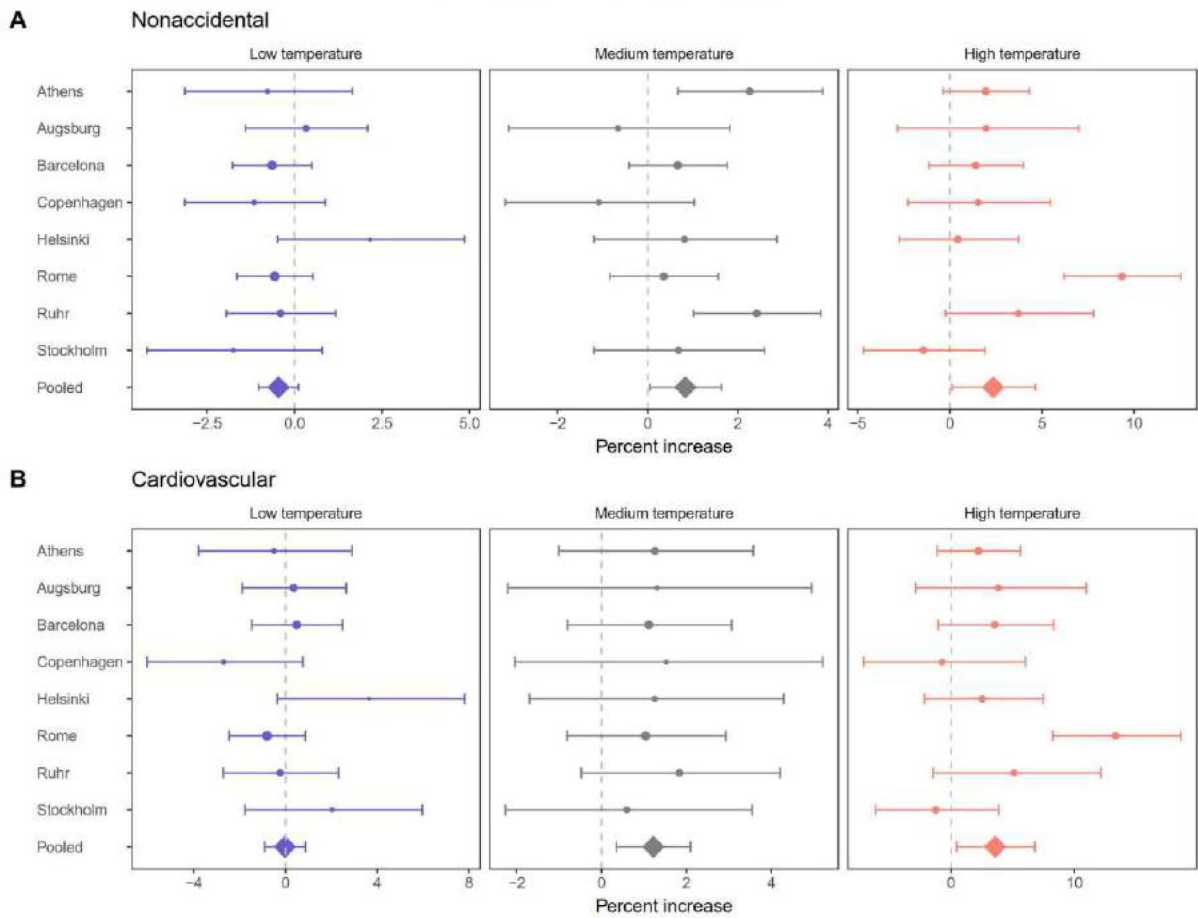 A
Nonaccidental
Low temperature
Medium temperature
High temperature
Athens
Augsburg
Barcelona
Copenhagen
Helsinki
Rome
Ruhr
Stockholm
Pooled
−2.5 0.0 2.5 5.0
−2 0 2 4
−5 0 5 10
Percent increase
B
Cardiovascular
Low temperature
Medium temperature
High temperature
Athens
Augsburg
Barcelona
Copenhagen
Helsinki
Rome
Ruhr
Stockholm
Pooled
−4 0 4 8
−2 0 2 4
0 10
Percent increase